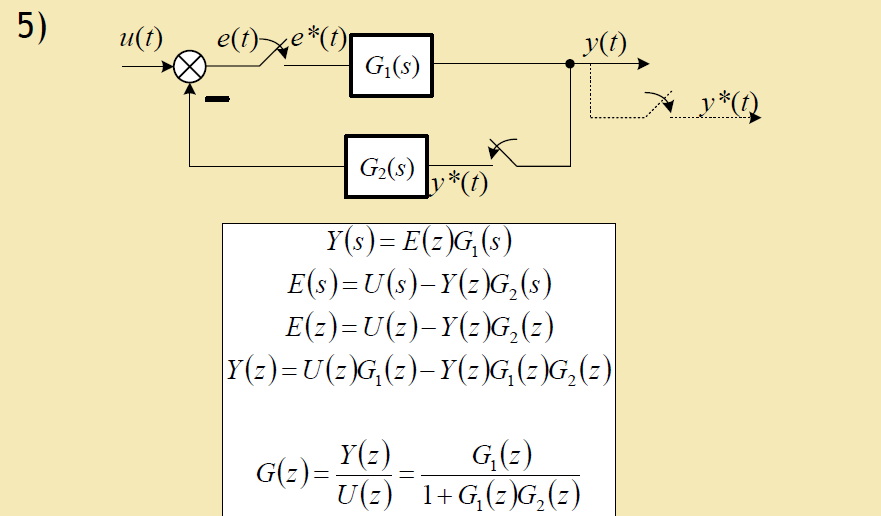 5)
u(t) e(t) e*(t) G₁(s) y(t)
y*(t)
G₂(s) y*(t)
Y(s)= E(z)G₁(s)
E(s)=U(s)−Y(z)G₂(s)
E(z)=U(z)−Y(z)G₂(z)
Y(z)=U(z)G₁(z)−Y(z)G₁(z)G₂(z)
G(z)= Y(z)/U(z) = G₁(z)/1+G₁(z)G₂(z)